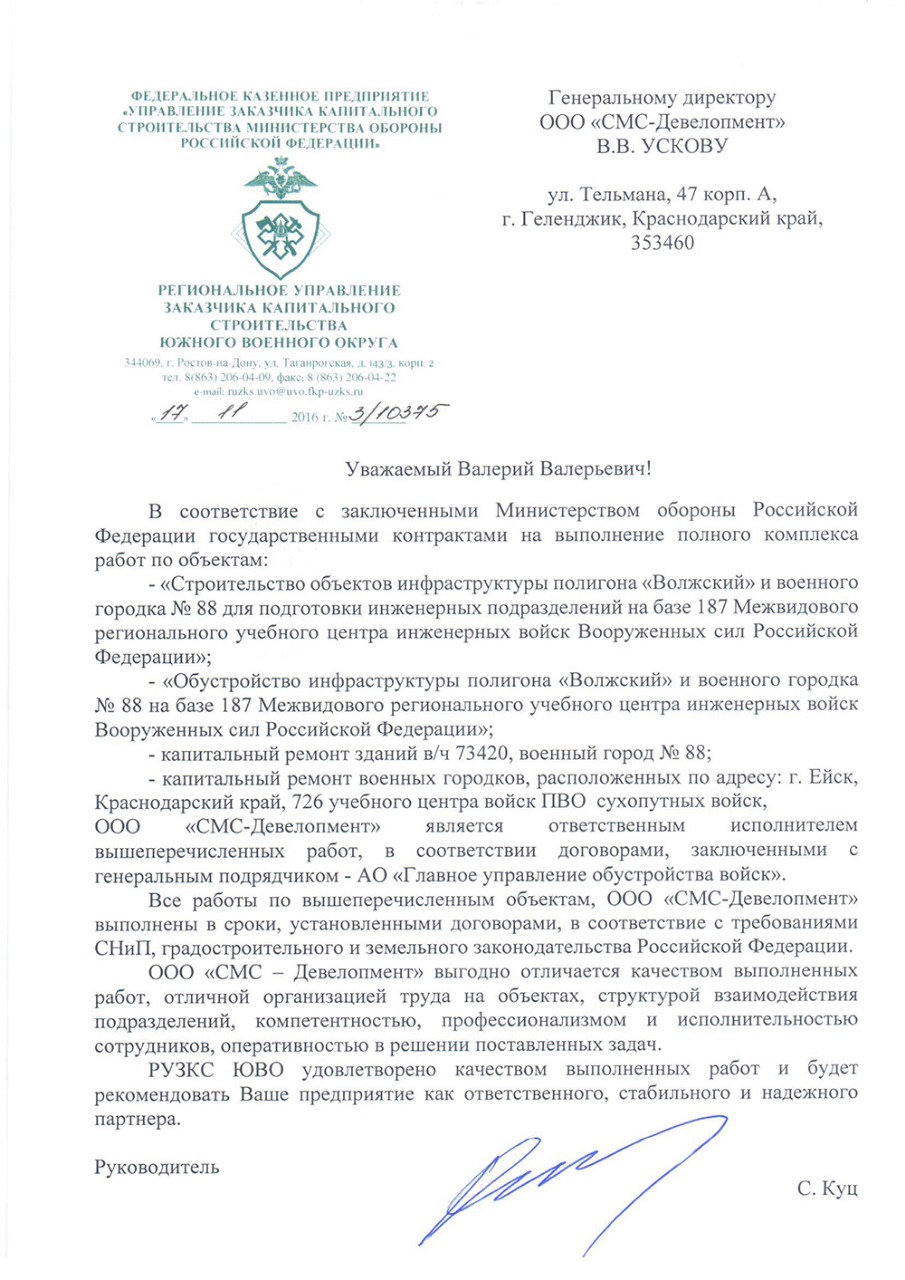 ФЕДЕРАЛЬНОЕ КАЗЕННОЕ ПРЕДПРИЯТИЕ
«УПРАВЛЕНИЕ ЗАКАЗЧИКА КАПИТАЛЬНОГО
СТРОИТЕЛЬСТВА МИНИСТЕРСТВА ОБОРОНЫ
РОССИЙСКОЙ ФЕДЕРАЦИИ»
РЕГИОНАЛЬНОЕ УПРАВЛЕНИЕ
ЗАКАЗЧИКА КАПИТАЛЬНОГО
СТРОИТЕЛЬСТВА
ЮЖНОГО ВОЕННОГО ОКРУГА
344069, г. Ростов-на-Дону, ул. Таганрогская, д. 143/3, корп. 2
тел. 8(863) 206-04-09, факс: 8 (863) 206-04-22
e-mail: ruzks.uvo@uvo.fkp-uzks.ru
«17» 11 2016 г. № 3/10375
Генеральному директору
ООО «СМС-Девелопмент»
В.В. УСКОВУ
ул. Тельмана, 47 корп. А,
г. Геленджик, Краснодарский край,
353460
Уважаемый Валерий Валерьевич!
В соответствие с заключенными Министерством обороны Российской
Федерации государственными контрактами на выполнение полного комплекса
работ по объектам:
- «Строительство объектов инфраструктуры полигона «Волжский» и военного
городка № 88 для подготовки инженерных подразделений на базе 187 Межвидового
регионального учебного центра инженерных войск Вооруженных сил Российской
Федерации»;
- «Обустройство инфраструктуры полигона «Волжский» и военного городка
№ 88 на базе 187 Межвидового регионального учебного центра инженерных войск
Вооруженных сил Российской Федерации»;
- капитальный ремонт зданий в/ч 73420, военный город № 88;
- капитальный ремонт военных городков, расположенных по адресу: г. Ейск,
Краснодарский край, 726 учебного центра войск ПВО сухопутных войск,
ООО «СМС-Девелопмент» является ответственным исполнителем
вышеперечисленных работ, в соответствии договорами, заключенными с
генеральным подрядчиком - АО «Главное управление обустройства войск».
Все работы по вышеперечисленным объектам, ООО «СМС-Девелопмент»
выполнены в сроки, установленными договорами, в соответствие с требованиями
СНиП, градостроительного и земельного законодательства Российской Федерации.
ООО «СМС – Девелопмент» выгодно отличается качеством выполненных
работ, отличной организацией труда на объектах, структурой взаимодействия
подразделений, компетентностью, профессионализмом и исполнительностью
сотрудников, оперативностью в решении поставленных задач.
РУЗКС ЮВО удовлетворено качеством выполненных работ и будет
рекомендовать Ваше предприятие как ответственного, стабильного и надежного
партнера.
Руководитель
С. Куц